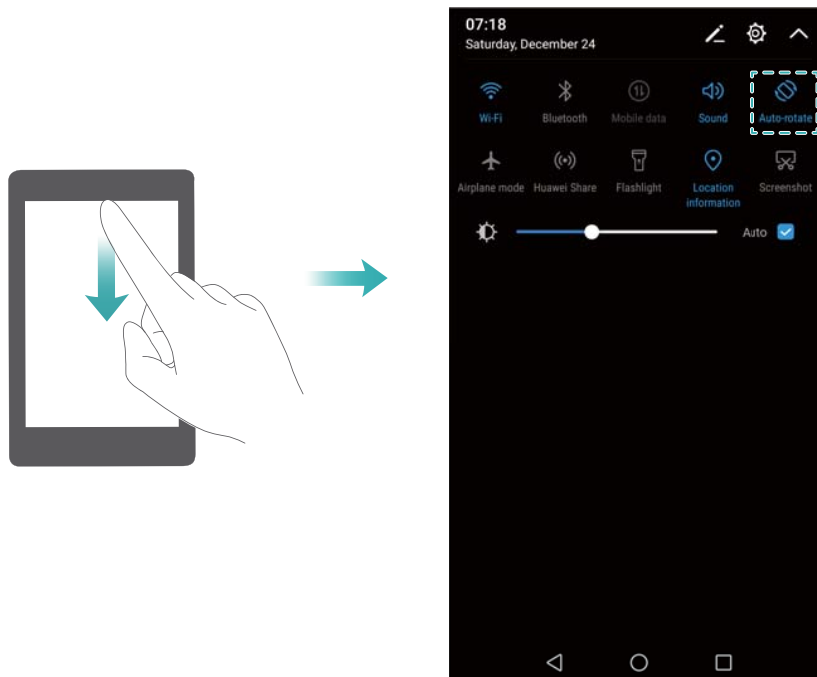 07:18
Saturday, December 24
Wi-Fi
Bluetooth
Mobile data
Sound
Auto-rotate
Airplane mode
Huawei Share
Flashlight
Location
information
Screenshot
Auto